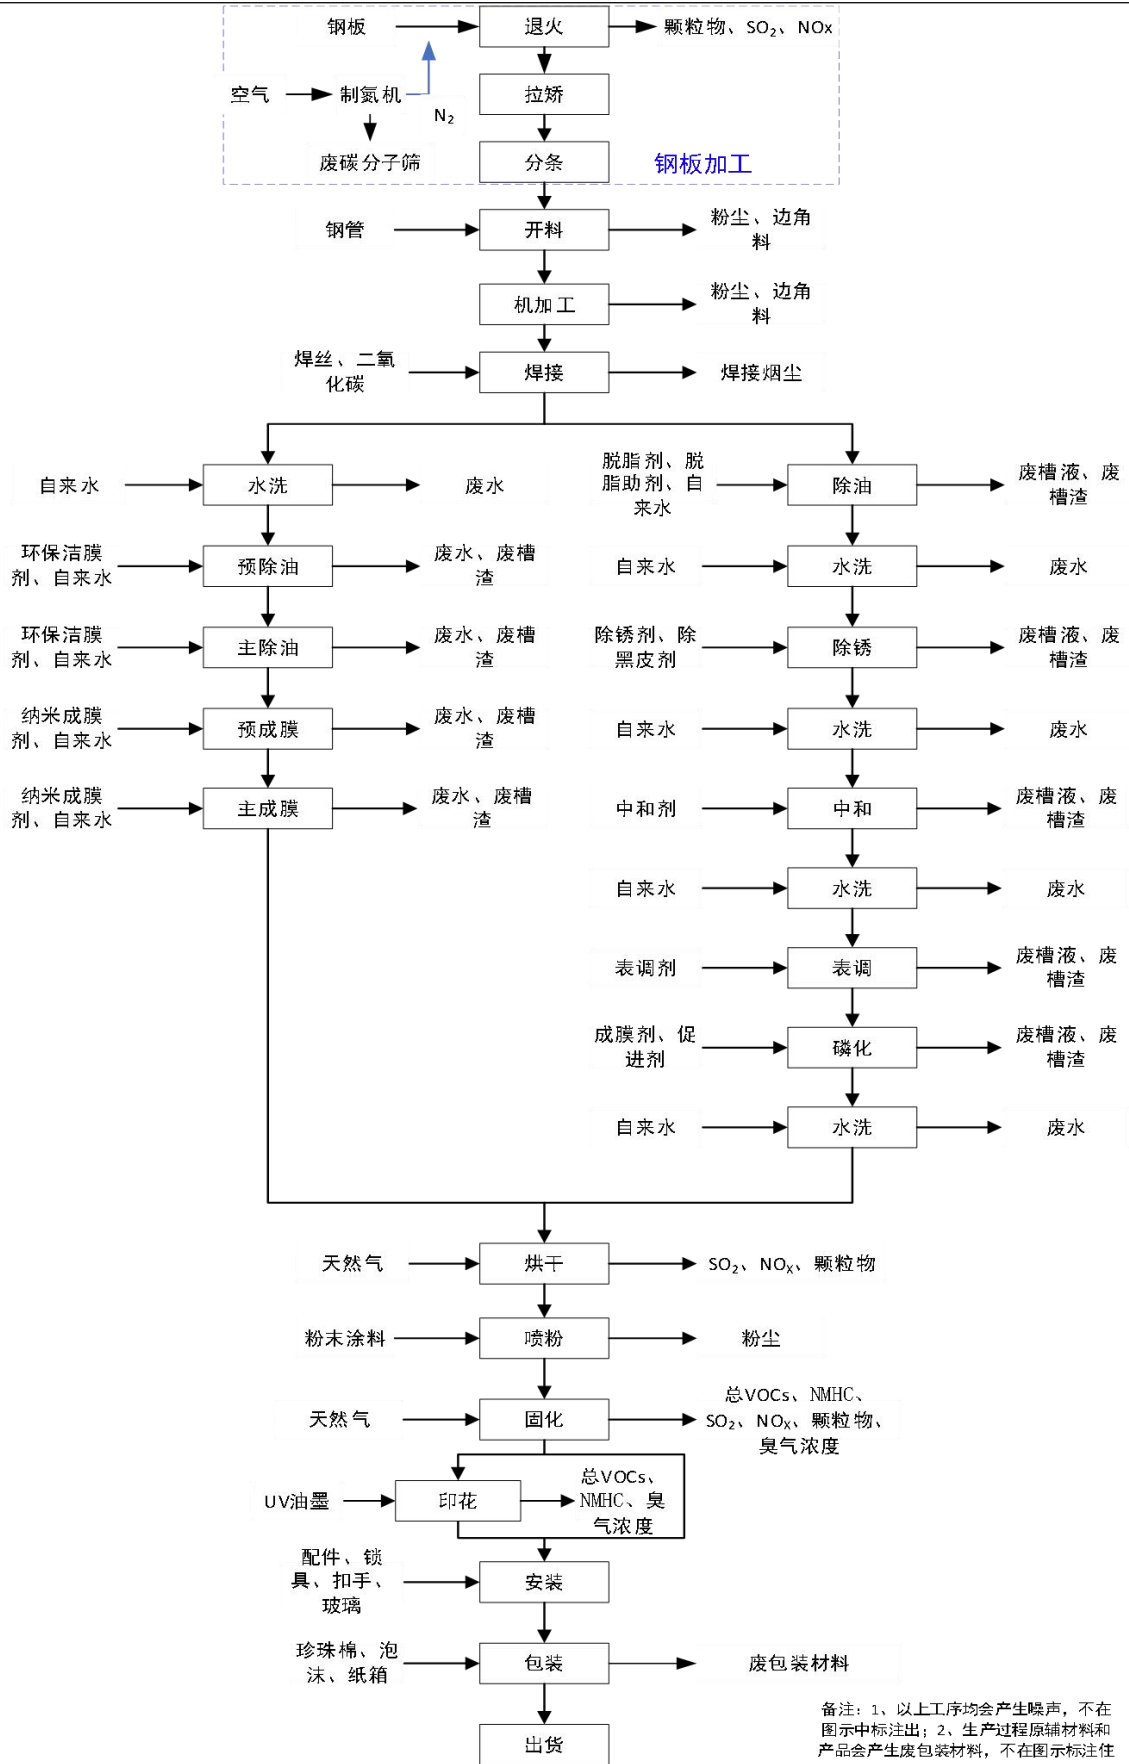 钢板
退火
颗粒物、SO₂、NOx
空气
制氮机
N₂
拉矫
废碳分子筛
分条
钢板加工
钢管
开料
粉尘、边角
料
机加工
粉尘、边角
料
焊丝、二氧
化碳
焊接
焊接烟尘
自来水
水洗
废水
环保洁膜
剂、自来水
预除油
废水、废槽
渣
环保洁膜
剂、自来水
主除油
废水、废槽
渣
纳米成膜
剂、自来水
预成膜
废水、废槽
渣
纳米成膜
剂、自来水
主成膜
废水、废槽
渣
脱脂剂、脱
脂助剂、自
来水
除油
废槽液、废
槽渣
自来水
水洗
废水
除锈剂、除
黑皮剂
除锈
废槽液、废
槽渣
自来水
水洗
废水
中和剂
中和
废槽液、废
槽渣
自来水
水洗
废水
表调剂
表调
废槽液、废
槽渣
成膜剂、促
进剂
磷化
废槽液、废
槽渣
自来水
水洗
废水
天然气
烘干
SO₂、NOₓ、颗粒物
粉末涂料
喷粉
粉尘
天然气
固化
总VOCs、NMHC、
SO₂、NOₓ、颗粒物、
臭气浓度
UV油墨
印花
总VOCs、
NMHC、臭
气浓度
配件、锁
具、扣手、
玻璃
安装
珍珠棉、泡
沫、纸箱
包装
废包装材料
出货
备注：1、以上工序均会产生噪声，不在
图示中标注出；2、生产过程原辅材料和
产品会产生废包装材料，不在图示标注住